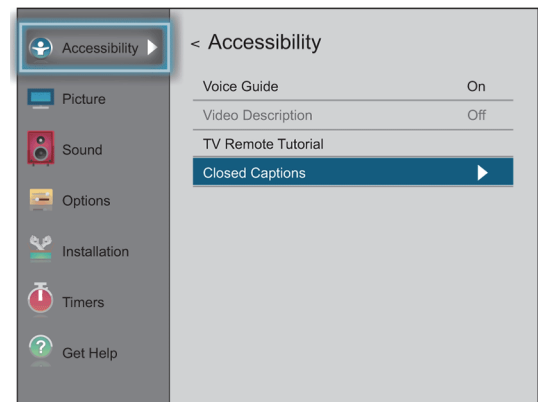 Accessibility
Picture
Sound
Options
Installation
Timers
Get Help
< Accessibility
Voice Guide On
Video Description Off
TV Remote Tutorial
Closed Captions